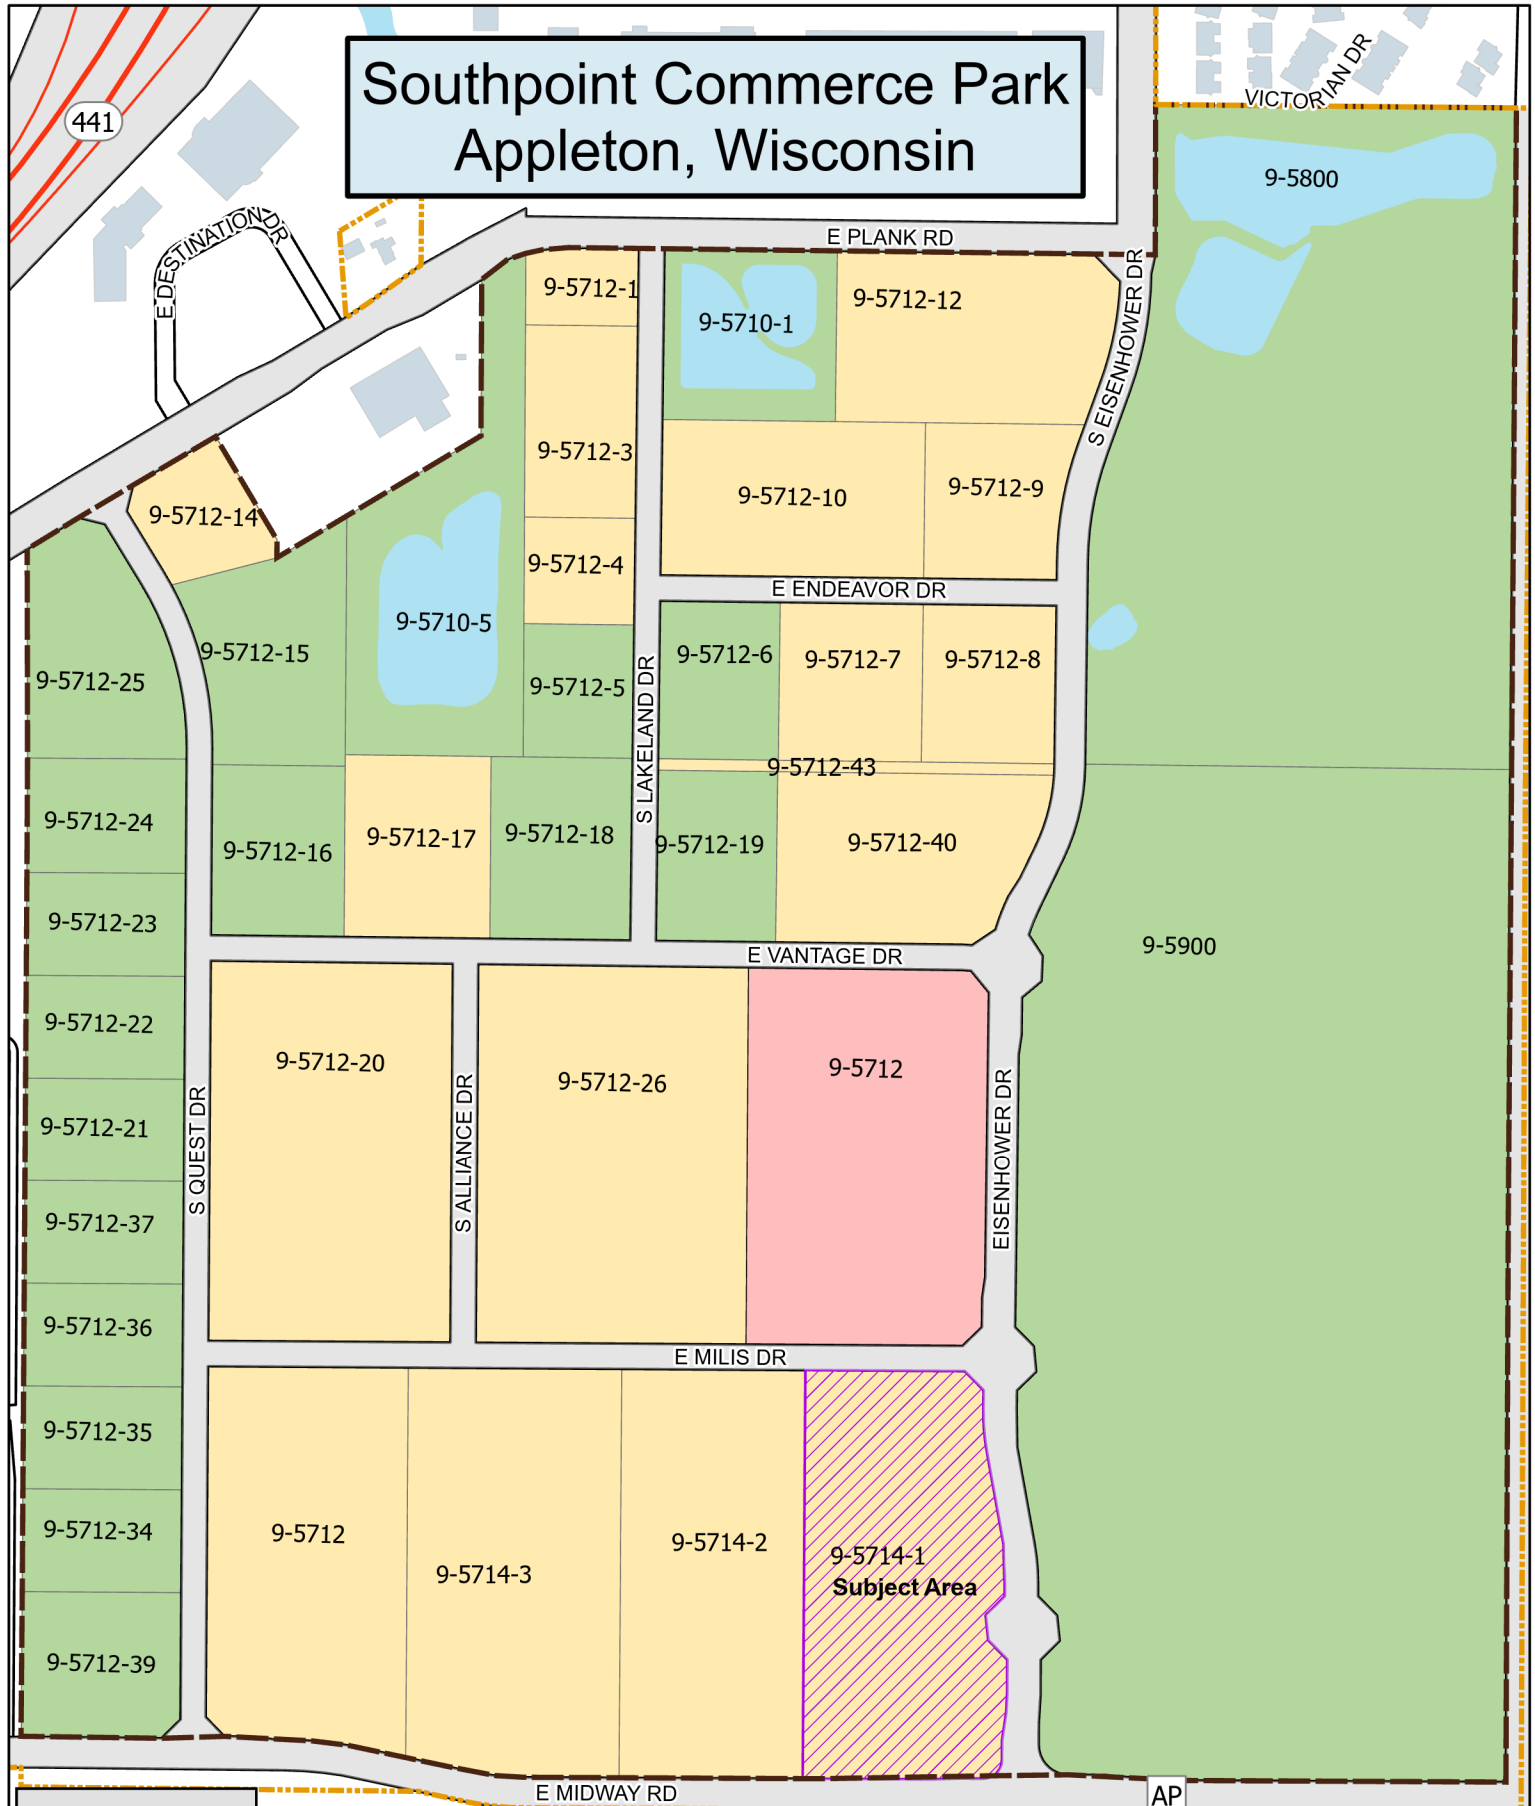 Southpoint Commerce Park
Appleton, Wisconsin
441
VICTORIAN DR
9-5800
E DESTINATION DR
E PLANK RD
S EISENHOWER DR
9-5712-1
9-5710-1
9-5712-12
9-5712-3
9-5712-10
9-5712-9
9-5712-14
9-5712-4
E ENDEAVOR DR
9-5710-5
9-5712-15
9-5712-25
9-5712-5
9-5712-6
9-5712-7
9-5712-8
S LAKELAND DR
9-5712-43
9-5712-24
9-5712-16
9-5712-17
9-5712-18
9-5712-19
9-5712-40
9-5712-23
9-5900
E VANTAGE DR
9-5712-22
9-5712-20
9-5712-26
9-5712
9-5712-21
S QUEST DR
S ALLIANCE DR
EISENHOWER DR
9-5712-37
9-5712-36
E MILIS DR
9-5712-35
9-5712-34
9-5712
9-5714-3
9-5714-2
9-5714-1
Subject Area
9-5712-39
E MIDWAY RD
AP